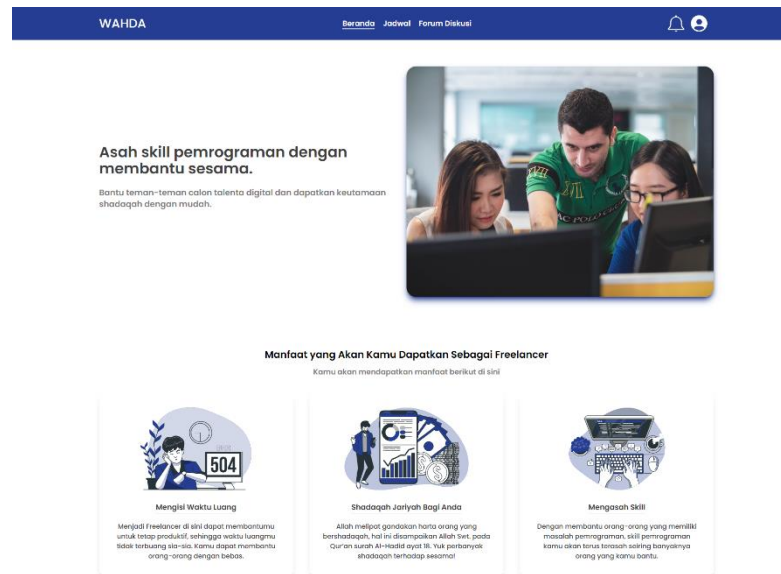 WAHDA
Beranda Jadwal Forum Diskusi
Asah skill pemrograman dengan
membantu sesama.
Bantu teman-teman calon talenta digital dan dapatkan keutamaan
shadaqah dengan mudah.
Manfaat yang Akan Kamu Dapatkan Sebagai Freelancer
Kamu akan mendapatkan manfaat berikut di sini
504
Mengisi Waktu Luang
Menjadi Freelancer di sini dapat membantumu
untuk tetap produktif, sehingga waktu luangmu
tidak terbuang sia-sia. Kamu dapat membantu
orang-orang dengan bebas.
Shadaqah Jariyah Bagi Anda
Allah melipat gandakan harta orang yang
bershadaqah, hal ini disampaikan Allah Swt. pada
Qur'an surah Al-Hadid ayat 18. Yuk perbanyak
shadaqah terhadap sesama!
Mengasah Skill
Dengan membantu orang-orang yang memiliki
masalah pemrograman, skill pemrograman
kamu akan terus terasah seiring banyaknya
orang yang kamu bantu.